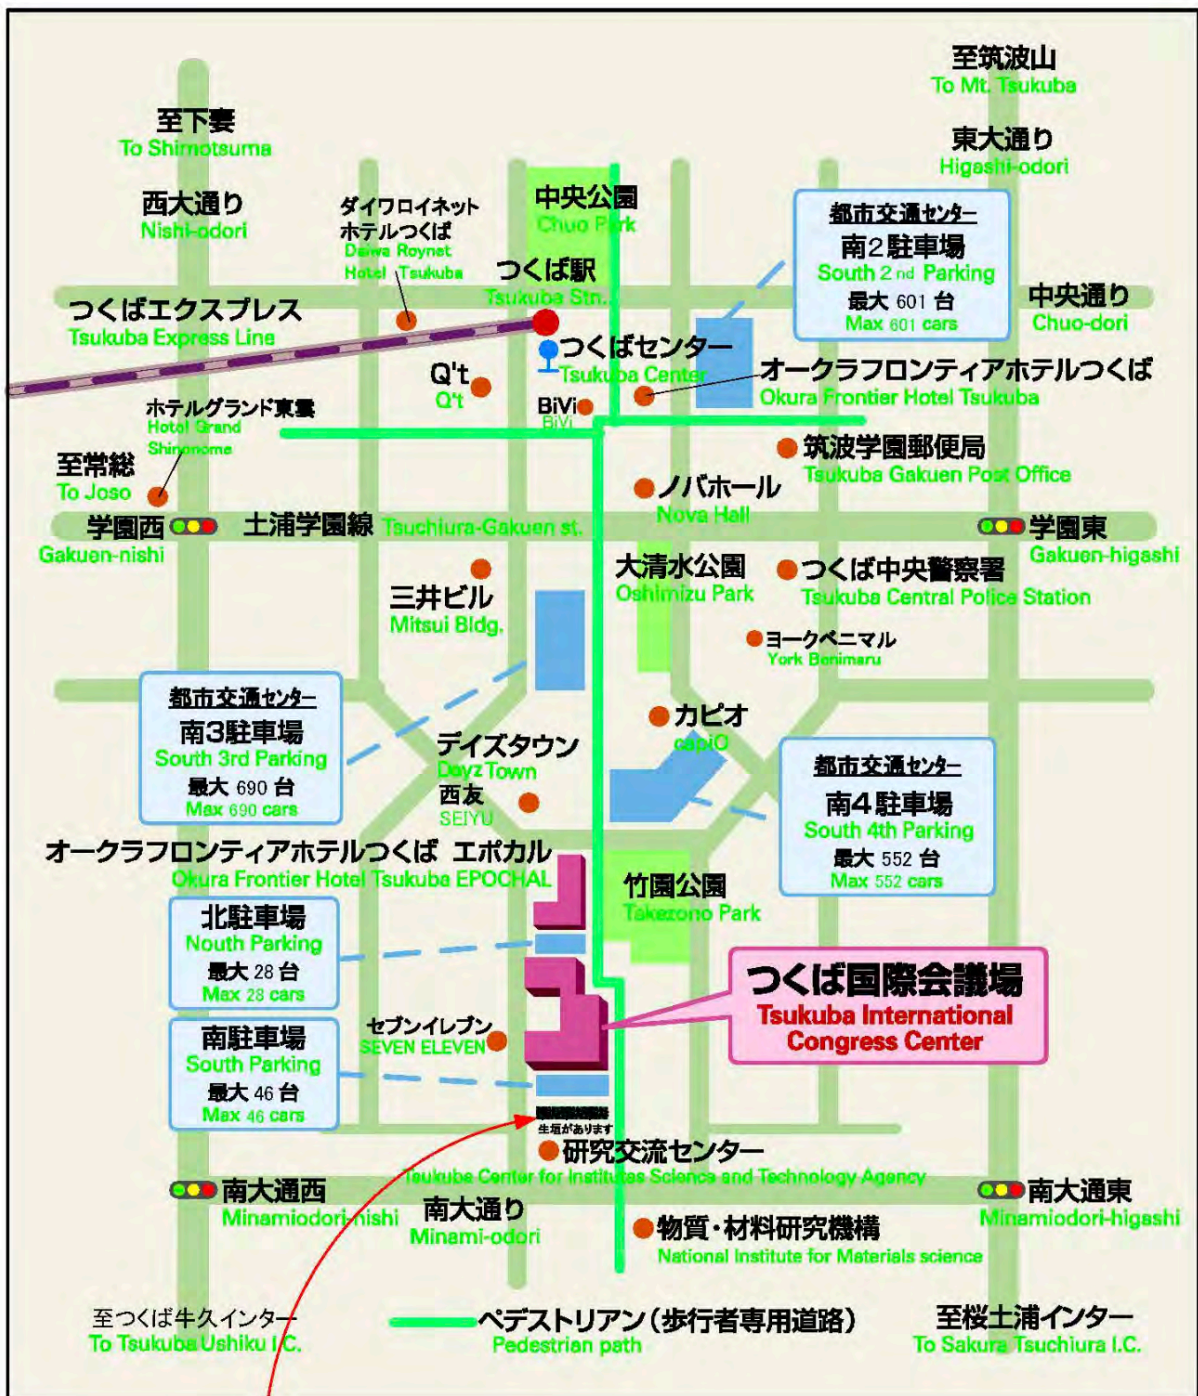 至筑波山
To Mt. Tsukuba
至下妻
To Shimotsuma
東大通り
Higashi-odori
西大通り
Nishi-odori
ダイワロイネット
ホテルつくば
Daiwa Roynet
Hotel Tsukuba
中央公園
Chuo Park
都市交通センター
南2駐車場
South 2nd Parking
最大 601 台
Max 601 cars
つくば駅
Tsukuba Stn.
中央通り
Chuo-dori
つくばエクスプレス
Tsukuba Express Line
つくばセンター
Tsukuba Center
Q't
Q't
オークラフロンティアホテルつくば
Okura Frontier Hotel Tsukuba
BiVi
BiVi
ホテルグランド東雲
Hotel Grand
Shinonome
筑波学園郵便局
Tsukuba Gakuen Post Office
至常総
To Joso
ノバホール
Nova Hall
学園西
Gakuen-nishi
土浦学園線 Tsuchiura-Gakuen st.
学園東
Gakuen-higashi
三井ビル
Mitsui Bldg.
大清水公園
Oshimizu Park
つくば中央警察署
Tsukuba Central Police Station
ヨークベニマル
York Benimaru
都市交通センター
南3駐車場
South 3rd Parking
最大 690 台
Max 690 cars
カピオ
capiO
デイズタウン
Dayz Town
西友
SEIYU
都市交通センター
南4駐車場
South 4th Parking
最大 552 台
Max 552 cars
オークラフロンティアホテルつくば エポカル
Okura Frontier Hotel Tsukuba EPOCHAL
竹園公園
Takezono Park
北駐車場
Nouth Parking
最大 28 台
Max 28 cars
つくば国際会議場
Tsukuba International
Congress Center
南駐車場
South Parking
最大 46 台
Max 46 cars
セブンイレブン
SEVEN ELEVEN
生垣があります
研究交流センター
Tsukuba Center for Institutes Science and Technology Agency
南大通西
Minamiodori-nishi
南大通り
Minami-odori
南大通東
Minamiodori-higashi
物質・材料研究機構
National Institute for Materials science
至つくば牛久インター
To Tsukuba Ushiku I.C.
ペデストリアン(歩行者専用道路)
Pedestrian path
至桜土浦インター
To Sakura Tsuchiura I.C.